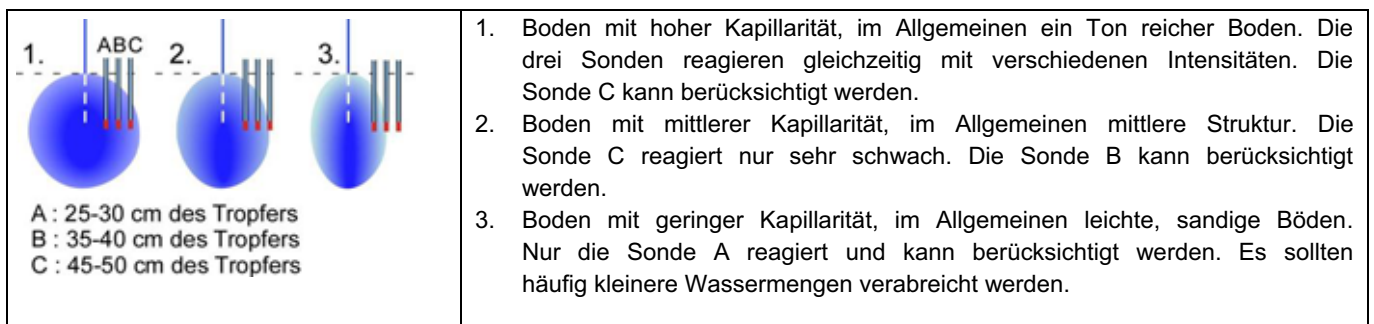 1. ABC 2. 3.
A : 25-30 cm des Tropfers
B : 35-40 cm des Tropfers
C : 45-50 cm des Tropfers
1. Boden mit hoher Kapillarität, im Allgemeinen ein Ton reicher Boden. Die
drei Sonden reagieren gleichzeitig mit verschiedenen Intensitäten. Die
Sonde C kann berücksichtigt werden.
2. Boden mit mittlerer Kapillarität, im Allgemeinen mittlere Struktur. Die
Sonde C reagiert nur sehr schwach. Die Sonde B kann berücksichtigt
werden.
3. Boden mit geringer Kapillarität, im Allgemeinen leichte, sandige Böden.
Nur die Sonde A reagiert und kann berücksichtigt werden. Es sollten
häufig kleinere Wassermengen verabreicht werden.